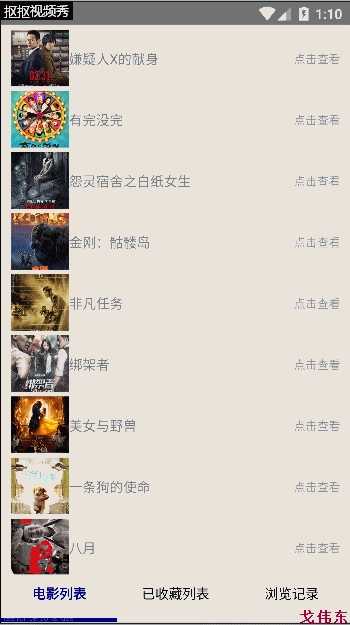 抠抠视频秀
1:10
嫌疑人X的献身
点击查看
有完没完
点击查看
怨灵宿舍之白纸女生
点击查看
金刚：骷髅岛
点击查看
非凡任务
点击查看
绑架者
点击查看
美女与野兽
点击查看
一条狗的使命
点击查看
八月
点击查看
电影列表
已收藏列表
浏览记录
戈伟东